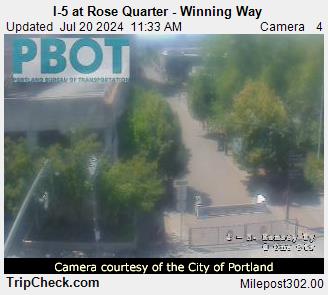 I-5 at Rose Quarter - Winning Way
Updated Jul 20 2024 11:33 AM Camera 4
PBOT
PORTLAND BUREAU OF TRANSPORTATION
Camera courtesy of the City of Portland
TripCheck.com Milepost302.00